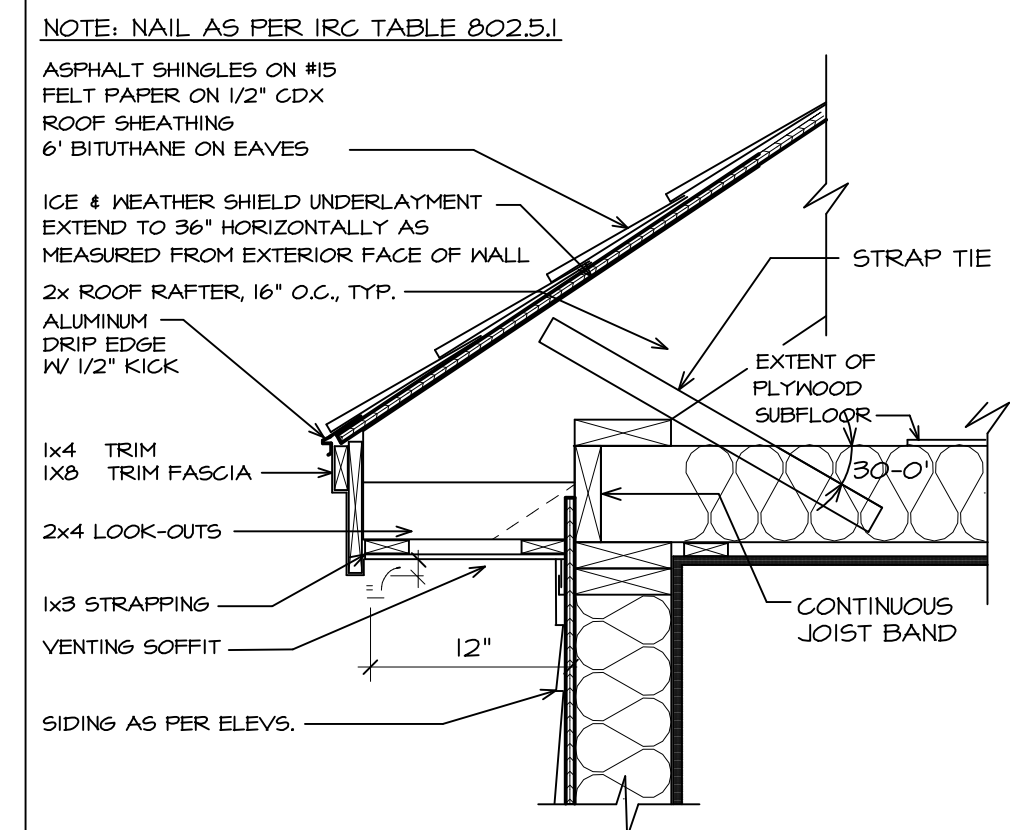 NOTE: NAIL AS PER IRC TABLE 802.5.1
ASPHALT SHINGLES ON #15
FELT PAPER ON 1/2" CDX
ROOF SHEATHING
6' BITUTHANE ON EAVES
ICE & WEATHER SHIELD UNDERLAYMENT
EXTEND TO 36" HORIZONTALLY AS
MEASURED FROM EXTERIOR FACE OF WALL
STRAP TIE
2x ROOF RAFTER, 16" O.C., TYP.
ALUMINUM
DRIP EDGE
W/ 1/2" KICK
EXTENT OF
PLYWOOD
SUBFLOOR
1x4 TRIM
1X8 TRIM FASCIA
30-0'
2x4 LOOK-OUTS
1x3 STRAPPING
CONTINUOUS
JOIST BAND
VENTING SOFFIT
12"
SIDING AS PER ELEVS.